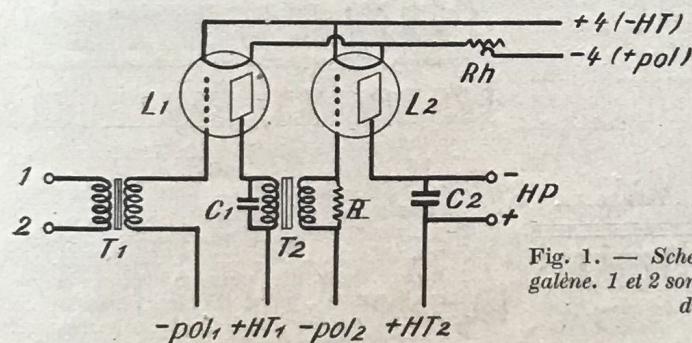 +4 (-HT)
-4 (+pol)
Rh
L1
L2
1
2
T1
C1
T2
R
C2
- HP
+
-pol1 +HT1 -pol2 +HT2
Fig. 1. — Sche
galène. 1 et 2 son
d